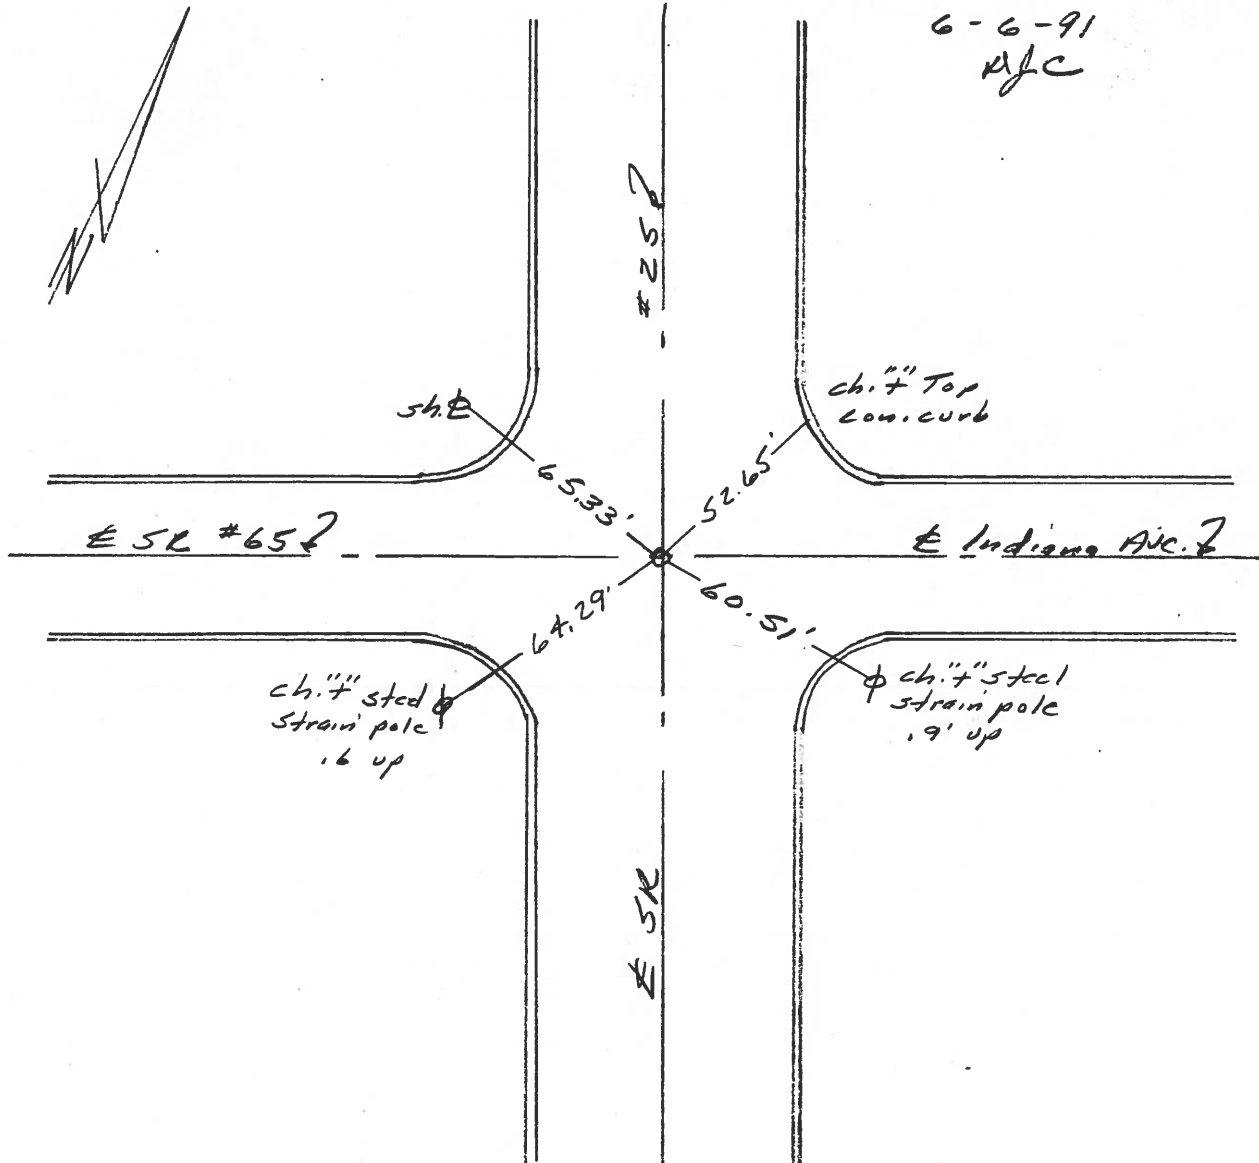 6-6-91
N
#25
sh. ⅊
ch. "+" Top
con. curb
65.33'
52.65'
℄ SR #65
℄ Indiana Ave.
64.29'
60.51'
ch. "+" steel
strain pole
.6 up
ch. "+" steel
strain pole
.9' up
℄ SR